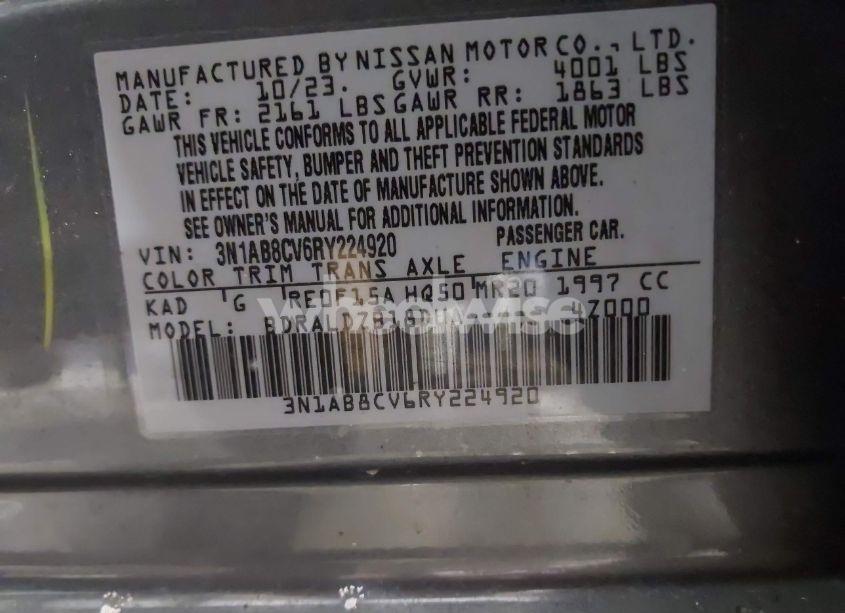 MANUFACTURED BY NISSAN MOTOR CO., LTD.
DATE: 10/23. GVWR: 4001 LBS
GAWR FR: 2161 LBS GAWR RR: 1863 LBS
THIS VEHICLE CONFORMS TO ALL APPLICABLE FEDERAL MOTOR
VEHICLE SAFETY, BUMPER AND THEFT PREVENTION STANDARDS
IN EFFECT ON THE DATE OF MANUFACTURE SHOWN ABOVE.
SEE OWNER'S MANUAL FOR ADDITIONAL INFORMATION.
VIN: 3N1AB8CV6RY224920 PASSENGER CAR.
COLOR TRIM TRANS AXLE ENGINE
KAD G RE0F15A HQ50 MR20 1997 CC
MODEL:
3N1AB8CV6RY224920